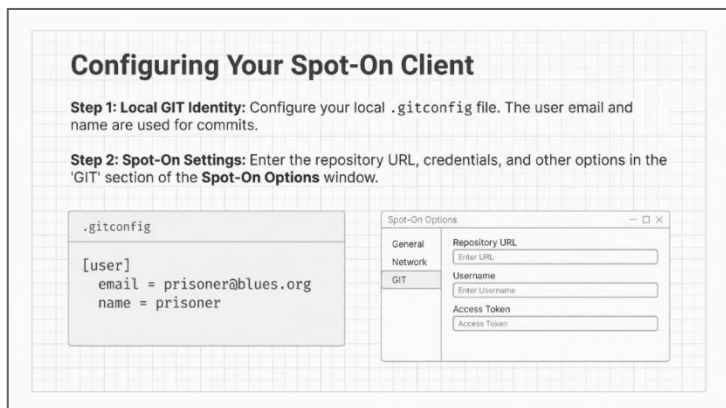 Configuring Your Spot-On Client
Step 1: Local GIT Identity: Configure your local .gitconfig file. The user email and
name are used for commits.
Step 2: Spot-On Settings: Enter the repository URL, credentials, and other options in the
'GIT' section of the Spot-On Options window.
.gitconfig
[user]
email = prisoner@blues.org
name = prisoner
Spot-On Options
General
Network
GIT
Repository URL
Enter URL
Username
Enter Username
Access Token
Access Token